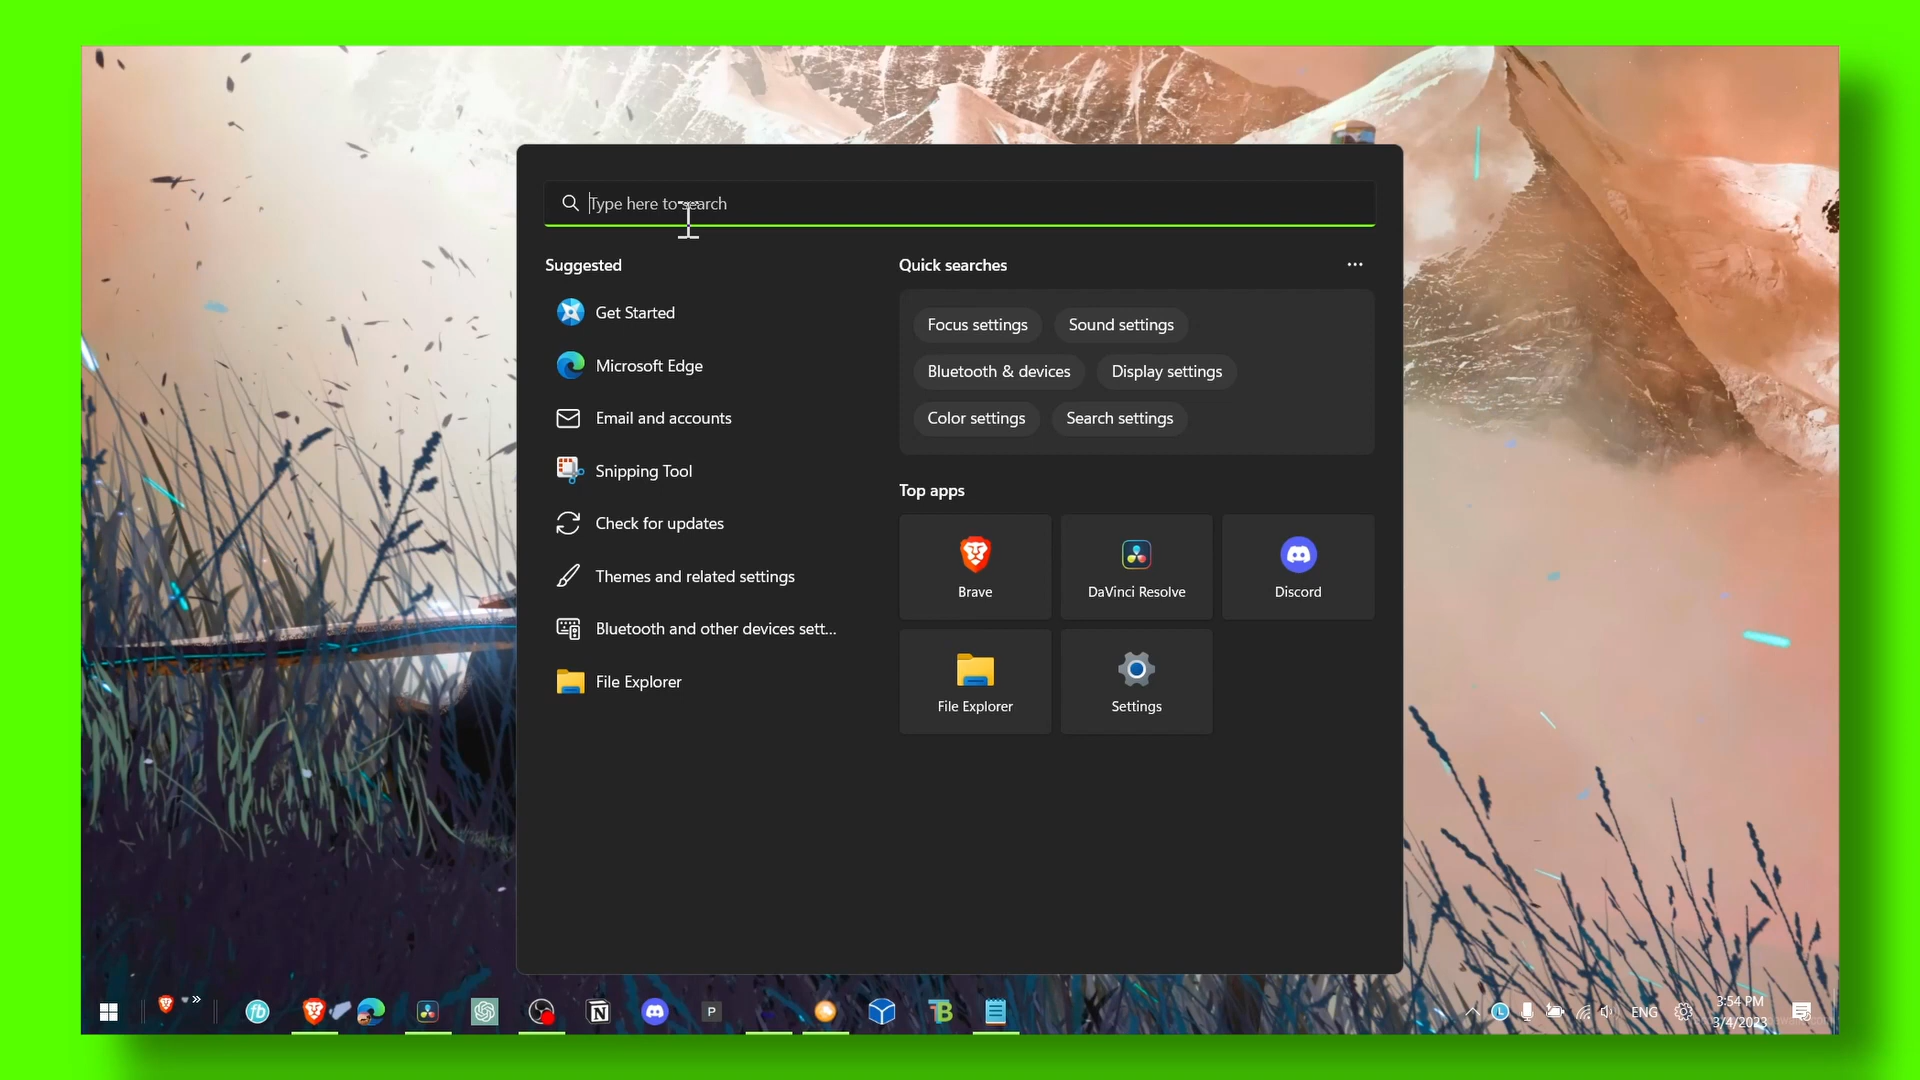 Type here to search
Suggested
Get Started
Microsoft Edge
Email and accounts
Snipping Tool
Check for updates
Themes and related settings
Bluetooth and other devices sett...
File Explorer
Quick searches
Focus settings
Sound settings
Bluetooth & devices
Display settings
Color settings
Search settings
Top apps
Brave
DaVinci Resolve
Discord
File Explorer
Settings
fb
P
TB
L
ENG
3:54 PM
3/4/2023